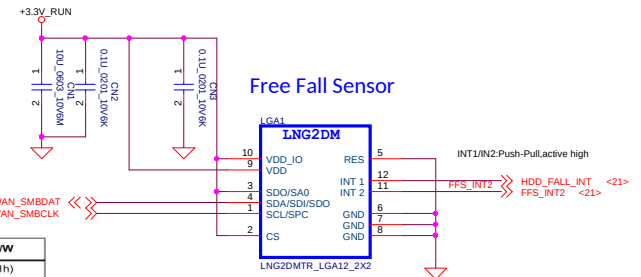 +3.3V_RUN
1
2
10U_0603_10V6M
CN1
1
2
0.1U_0201_10V6K
CN2
1
2
0.1U_0201_10V6K
CN3
Free Fall Sensor
LGA1
LNG2DM
10 VDD_IO
9 VDD
3 SDO/SA0
4 SDA/SDI/SDO
1 SCL/SPC
2 CS
RES 5
INT 1 12
INT 2 11
GND 6
GND 7
GND 8
LNG2DMTR_LGA12_2X2
INT1/IN2:Push-Pull,active high
FFS_INT2
HDD_FALL_INT <21>
FFS_INT2 <21>
AN_SMBDAT
AN_SMBCLK